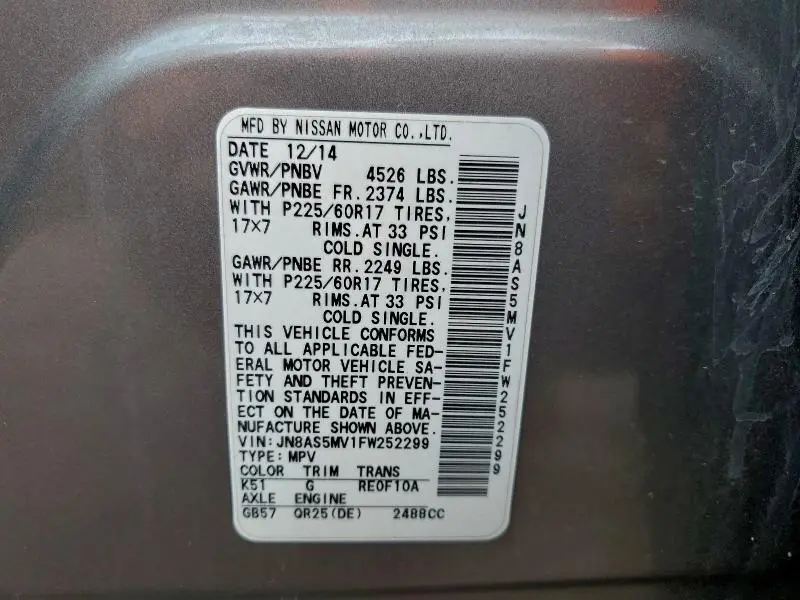 MFD BY NISSAN MOTOR CO.,LTD.
DATE 12/14
GVWR/PNBV 4526 LBS.
GAWR/PNBE FR. 2374 LBS.
WITH P225/60R17 TIRES,
17X7 RIMS.AT 33 PSI
COLD SINGLE.
GAWR/PNBE RR. 2249 LBS.
WITH P225/60R17 TIRES,
17X7 RIMS.AT 33 PSI
COLD SINGLE.
THIS VEHICLE CONFORMS
TO ALL APPLICABLE FED-
ERAL MOTOR VEHICLE SA-
FETY AND THEFT PREVEN-
TION STANDARDS IN EFF-
ECT ON THE DATE OF MA-
NUFACTURE SHOWN ABOVE.
VIN:JN8AS5MV1FW252299
TYPE: MPV
COLOR TRIM TRANS
K51 G RE0F10A
AXLE ENGINE
GB57 QR25(DE) 2488CC
JN8AS5MV1FW252299